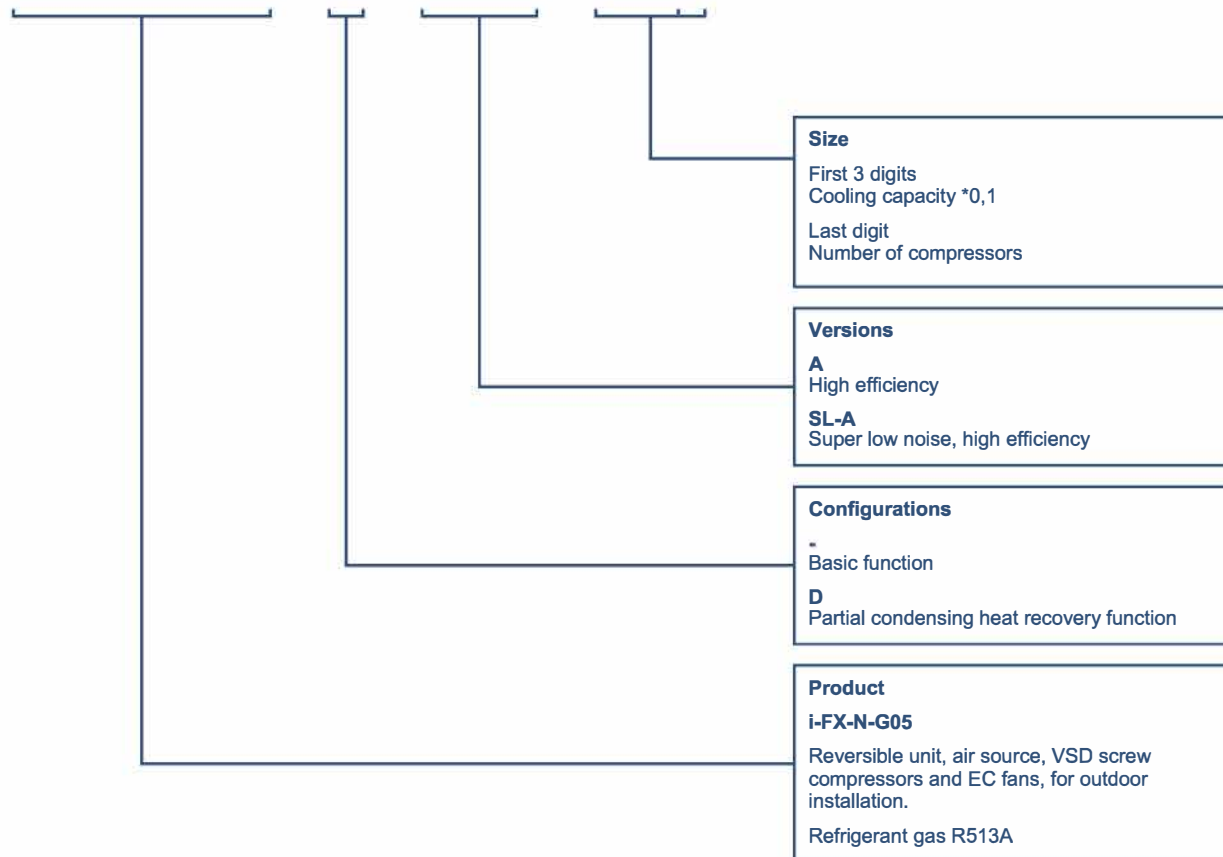 Size
First 3 digits
Cooling capacity *0,1
Last digit
Number of compressors
Versions
A
High efficiency
SL-A
Super low noise, high efficiency
Configurations
-
Basic function
D
Partial condensing heat recovery function
Product
i-FX-N-G05
Reversible unit, air source, VSD screw
compressors and EC fans, for outdoor
installation.
Refrigerant gas R513A